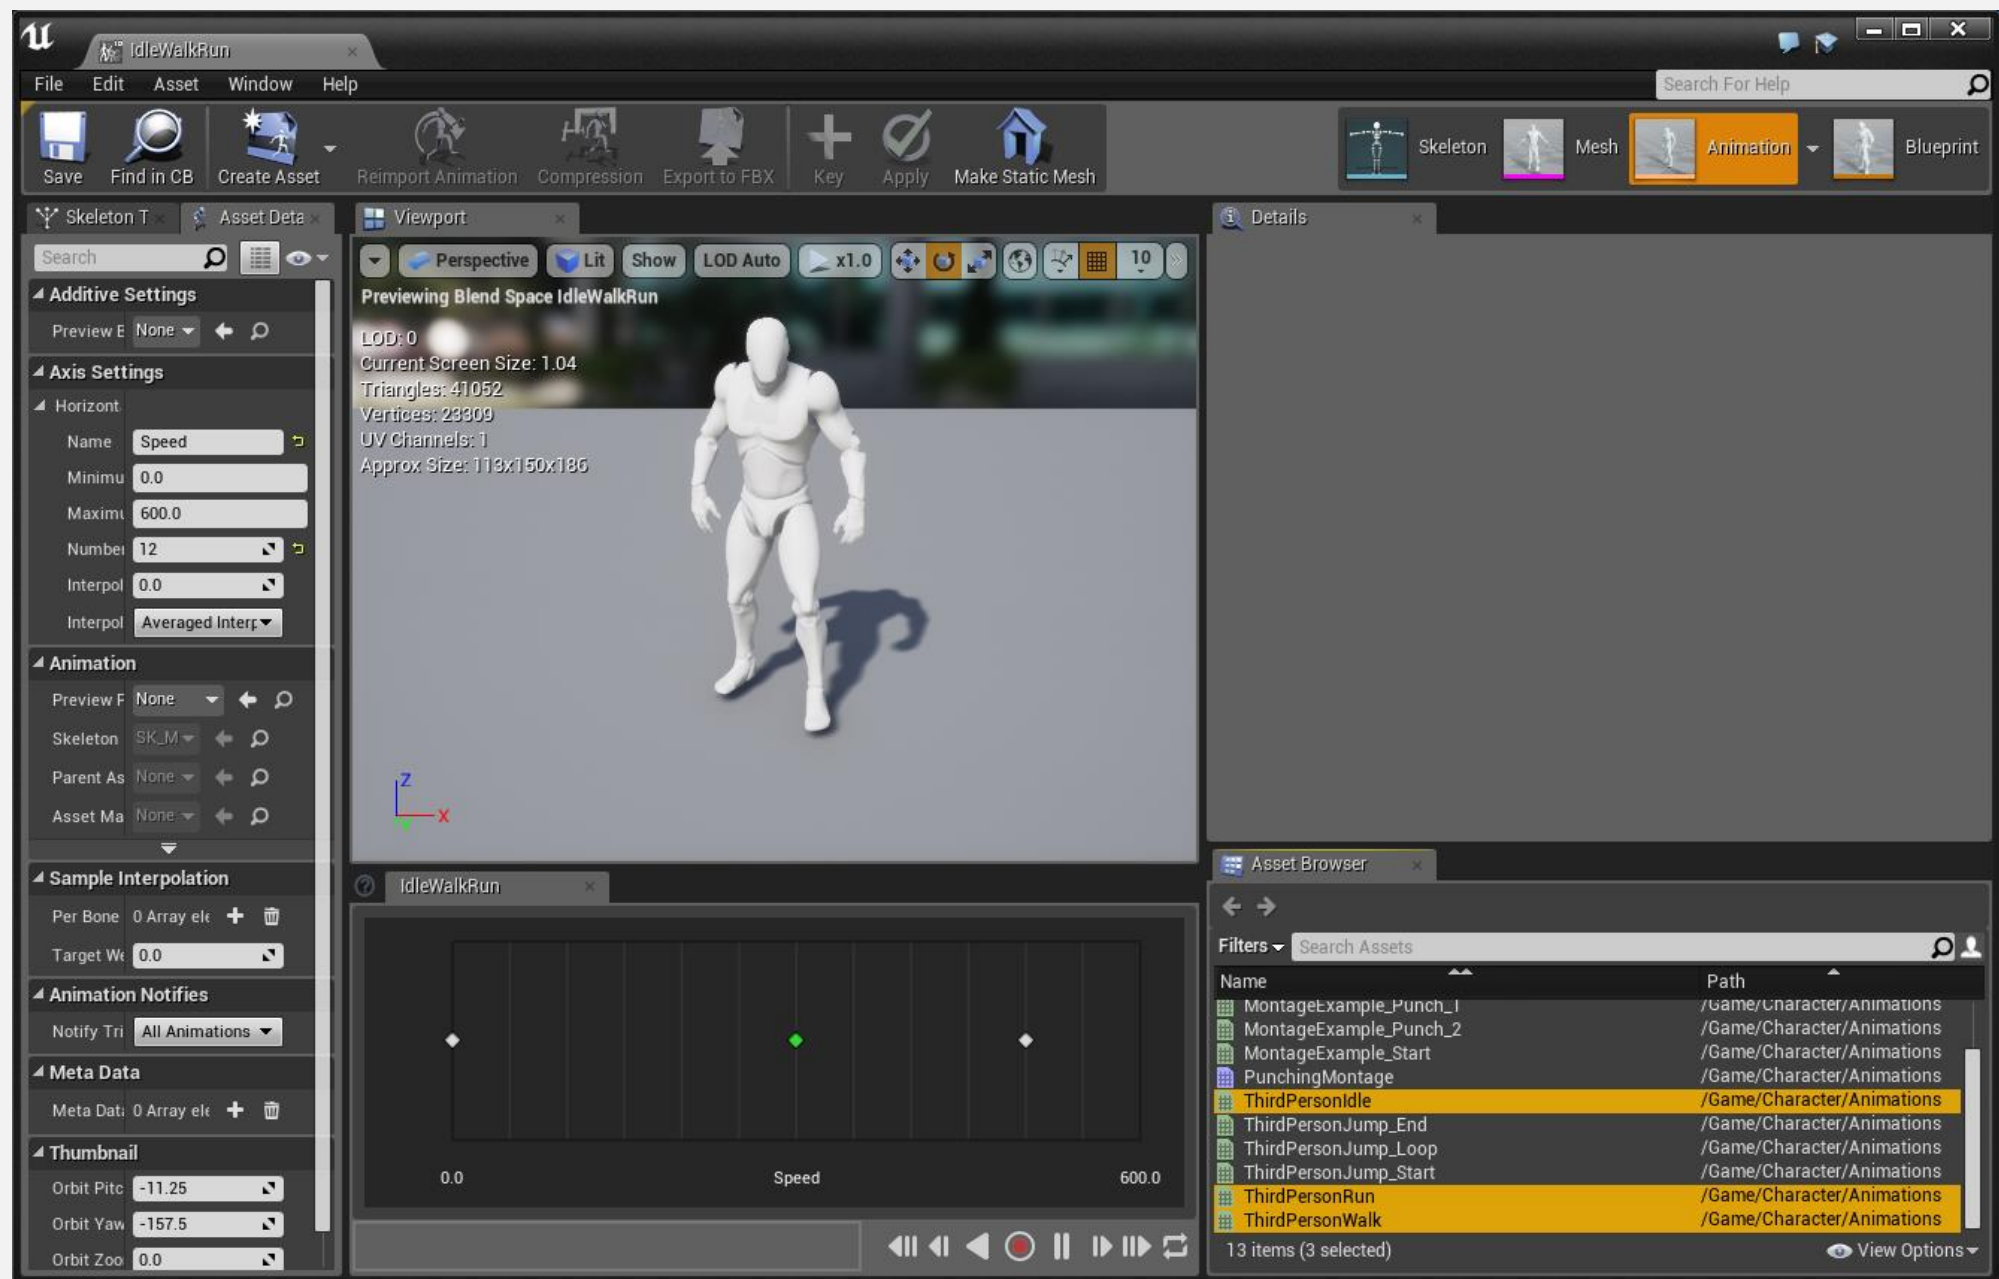 IdleWalkRun
File Edit Asset Window Help
Search For Help
Save Find in CB Create Asset Reimport Animation Compression Export to FBX Key Apply Make Static Mesh
Skeleton Mesh Animation Blueprint
Skeleton T Asset Deta
Search
Additive Settings
Preview E None
Axis Settings
Horizont
Name Speed
Minimu 0.0
Maximu 600.0
Number 12
Interpol 0.0
Interpol Averaged Interp
Animation
Preview P None
Skeleton SK_M
Parent As None
Asset Ma None
Sample Interpolation
Per Bone 0 Array ele
Target We 0.0
Animation Notifies
Notify Tri All Animations
Meta Data
Meta Data 0 Array ele
Thumbnail
Orbit Pitc -11.25
Orbit Yaw -157.5
Orbit Zoo 0.0
Viewport
Perspective Lit Show LOD Auto x1.0 10
Previewing Blend Space IdleWalkRun
LOD: 0
Current Screen Size: 1.04
Triangles: 41052
Vertices: 23309
UV Channels: 1
Approx Size: 113x150x186
Z
X
Y
IdleWalkRun
0.0 Speed 600.0
Details
Asset Browser
Filters Search Assets
Name Path
MontageExample_Punch_1 /Game/Character/Animations
MontageExample_Punch_2 /Game/Character/Animations
MontageExample_Start /Game/Character/Animations
PunchingMontage /Game/Character/Animations
ThirdPersonIdle /Game/Character/Animations
ThirdPersonJump_End /Game/Character/Animations
ThirdPersonJump_Loop /Game/Character/Animations
ThirdPersonJump_Start /Game/Character/Animations
ThirdPersonRun /Game/Character/Animations
ThirdPersonWalk /Game/Character/Animations
13 items (3 selected) View Options